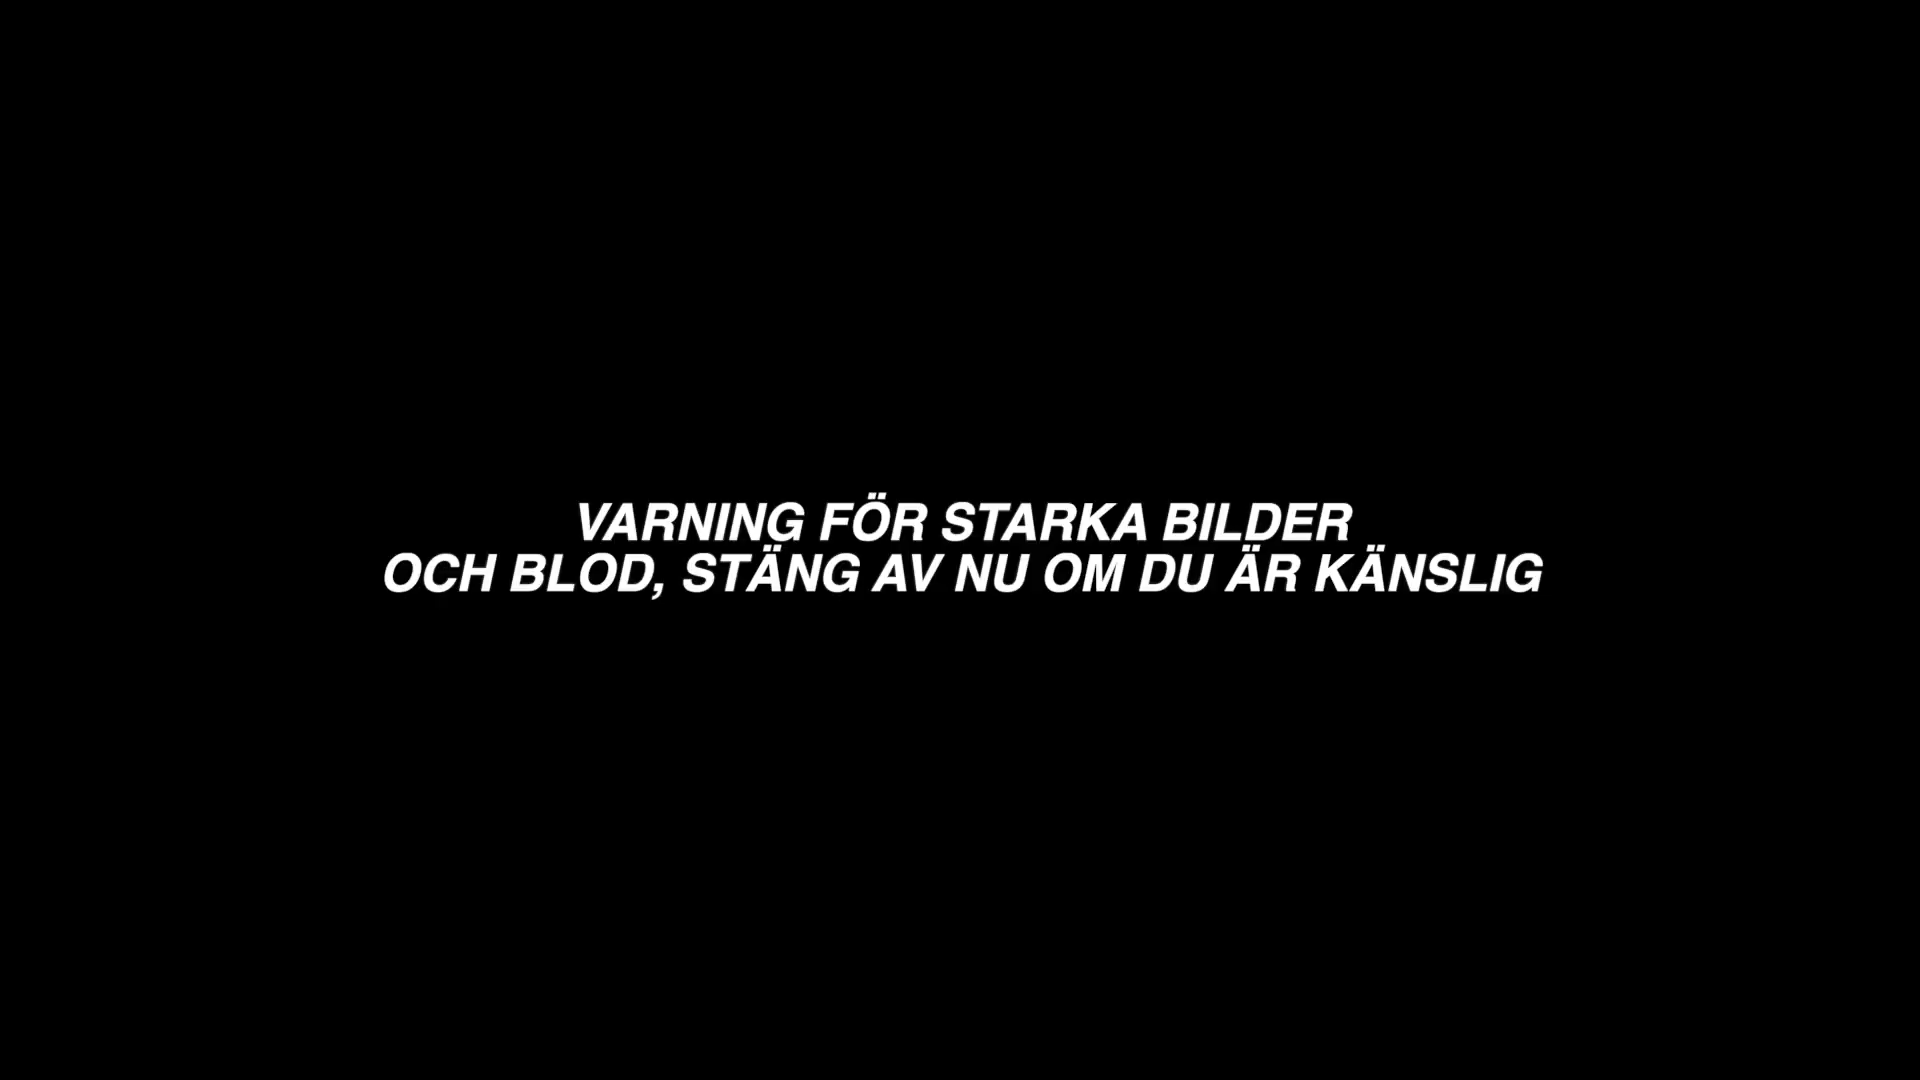 VARNING FÖR STARKA BILDER
OCH BLOD, STÄNG AV NU OM DU ÄR KÄNSLIG